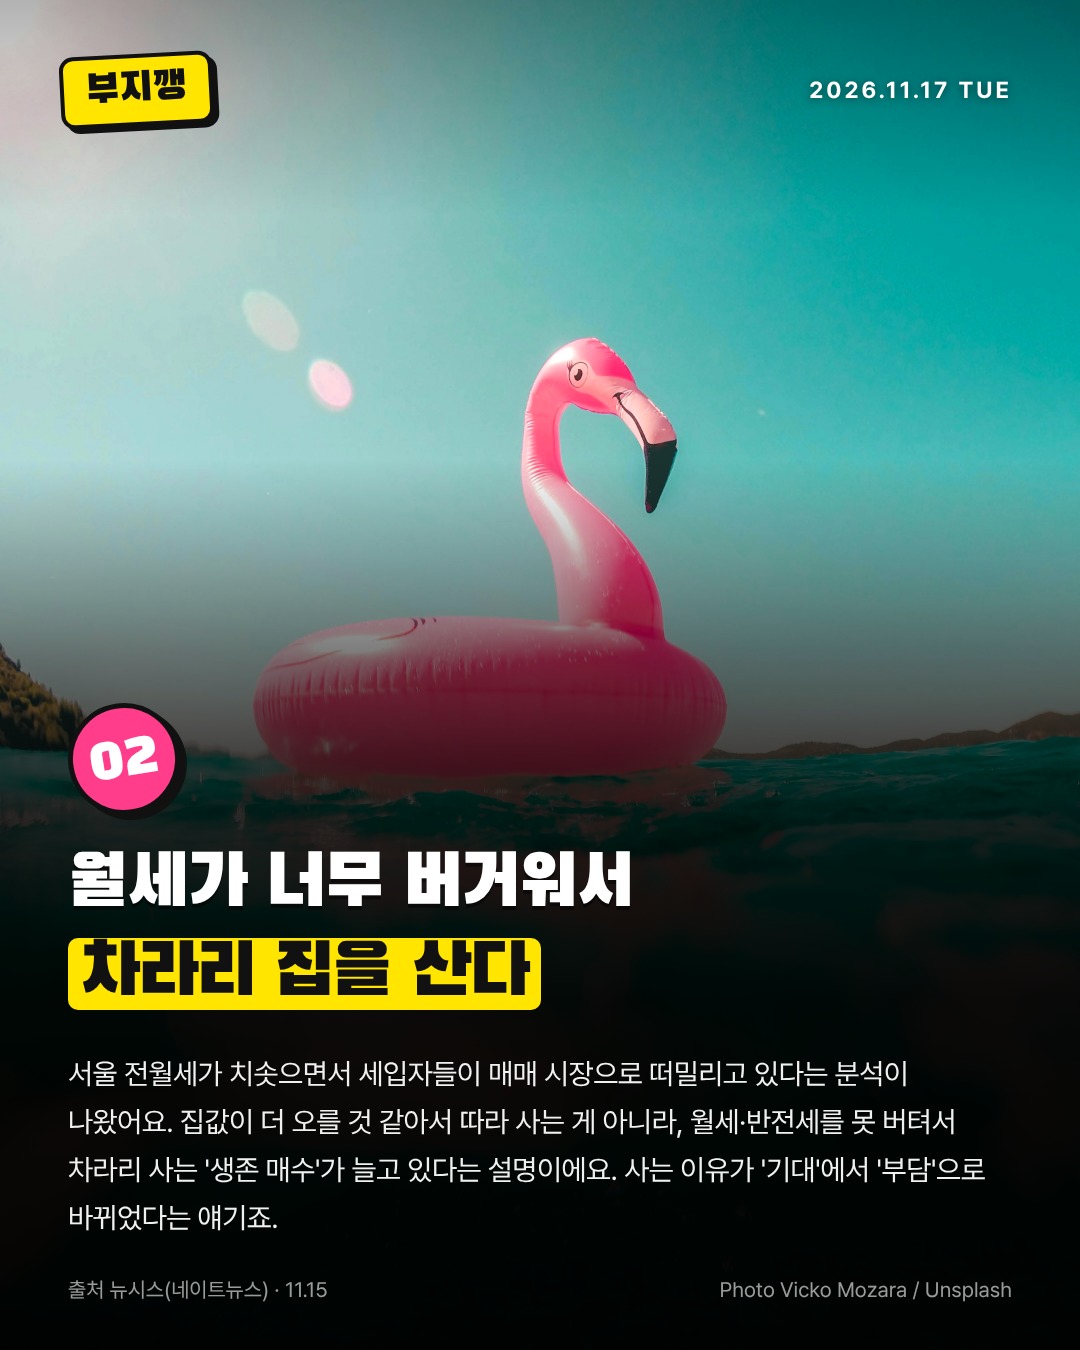 부지깽
2026.11.17 TUE
02
월세가 너무 버거워서
차라리 집을 산다
서울 전월세가 치솟으면서 세입자들이 매매 시장으로 떠밀리고 있다는 분석이
나왔어요. 집값이 더 오를 것 같아서 따라 사는 게 아니라, 월세·반전세를 못 버텨서
차라리 사는 '생존 매수'가 늘고 있다는 설명이에요. 사는 이유가 '기대'에서 '부담'으로
바뀌었다는 얘기죠.
출처 뉴시스(네이트뉴스) · 11.15
Photo Vicko Mozara / Unsplash